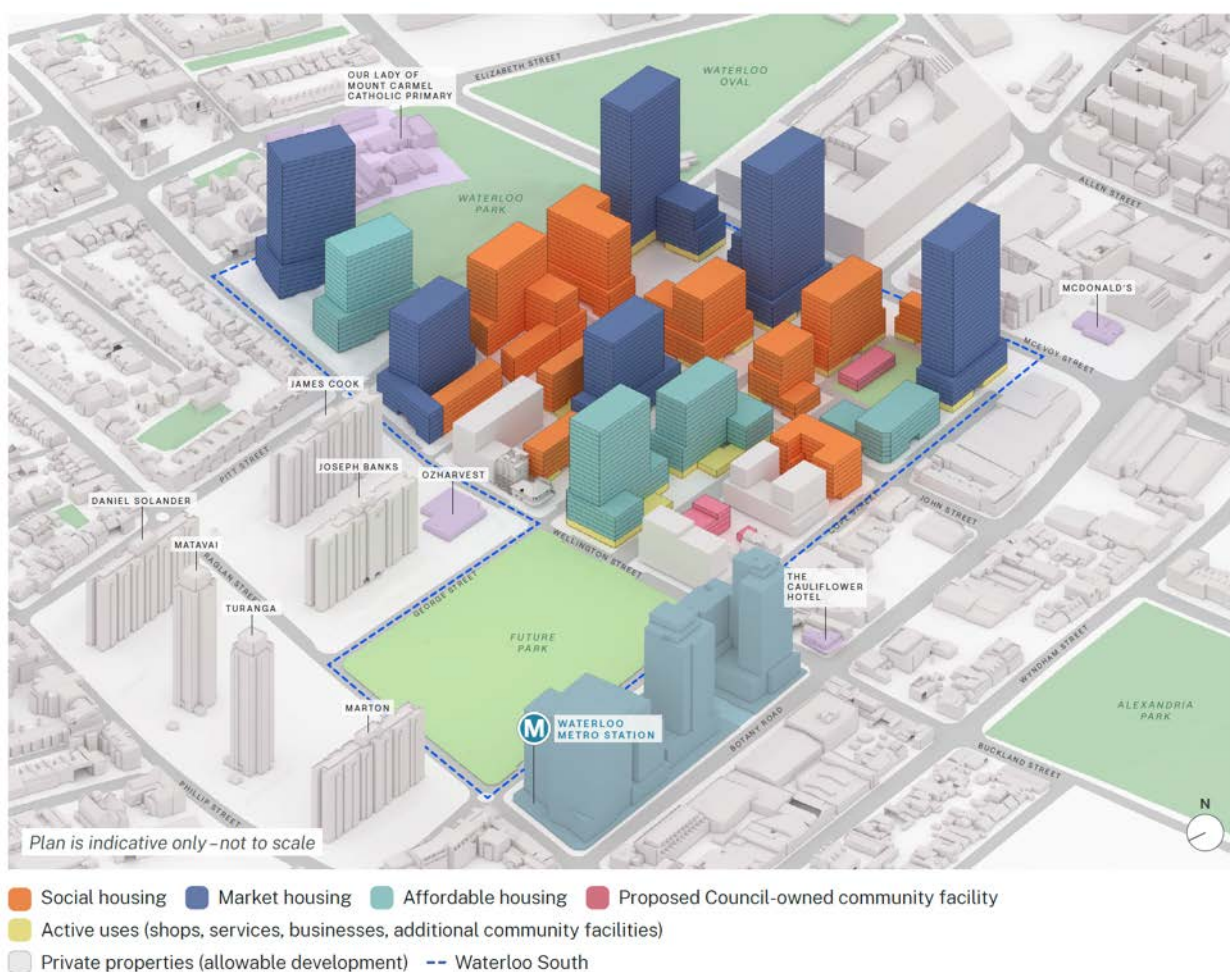 ELIZABETH STREET
WATERLOO
OVAL
OUR LADY OF
MOUNT CARMEL
CATHOLIC PRIMARY
WATERLOO
PARK
ALLEN STREET
MCDONALD'S
MCEVOY STREET
JAMES COOK
PITT STREET
JOSEPH BANKS
OZHARVEST
DANIEL SOLANDER
MATAVAI
RAGLAN STREET
TURANGA
GEORGE STREET
WELLINGTON STREET
JOHN STREET
THE
CAULIFLOWER
HOTEL
FUTURE
PARK
WYNDHAM STREET
MARTON
M
WATERLOO
METRO STATION
BOTANY ROAD
ALEXANDRIA
PARK
BUCKLAND STREET
PHILLIP STREET
N
Plan is indicative only – not to scale
Social housing
Market housing
Affordable housing
Proposed Council-owned community facility
Active uses (shops, services, businesses, additional community facilities)
Private properties (allowable development)
Waterloo South